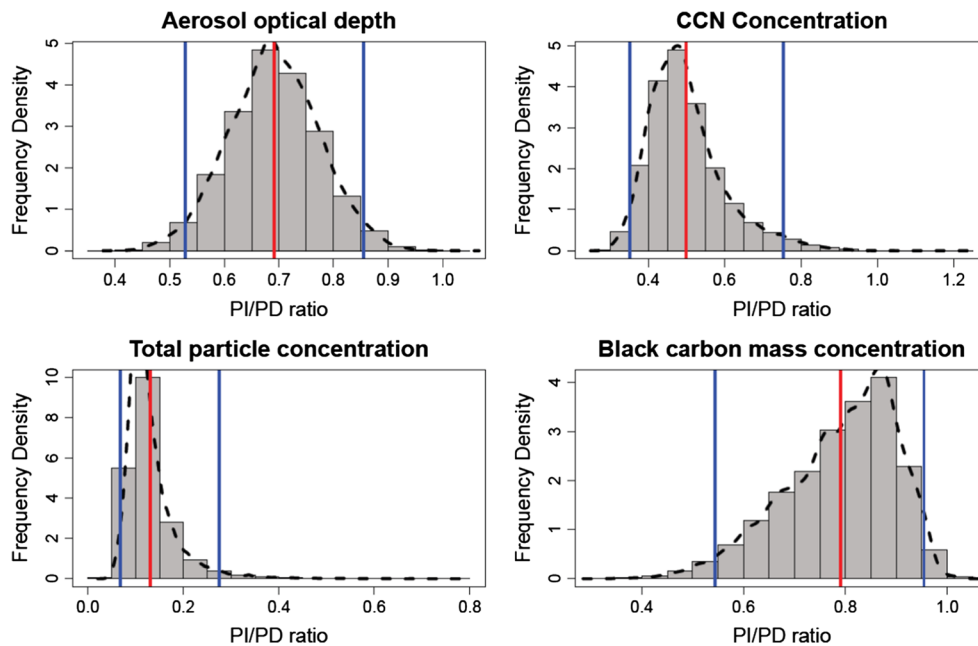 Aerosol optical depth
Frequency Density
5
4
3
2
1
0
0.4 0.5 0.6 0.7 0.8 0.9 1.0
PI/PD ratio
CCN Concentration
Frequency Density
5
4
3
2
1
0
0.4 0.6 0.8 1.0 1.2
PI/PD ratio
Total particle concentration
Frequency Density
10
8
6
4
2
0
0.0 0.2 0.4 0.6 0.8
PI/PD ratio
Black carbon mass concentration
Frequency Density
4
3
2
1
0
0.4 0.6 0.8 1.0
PI/PD ratio